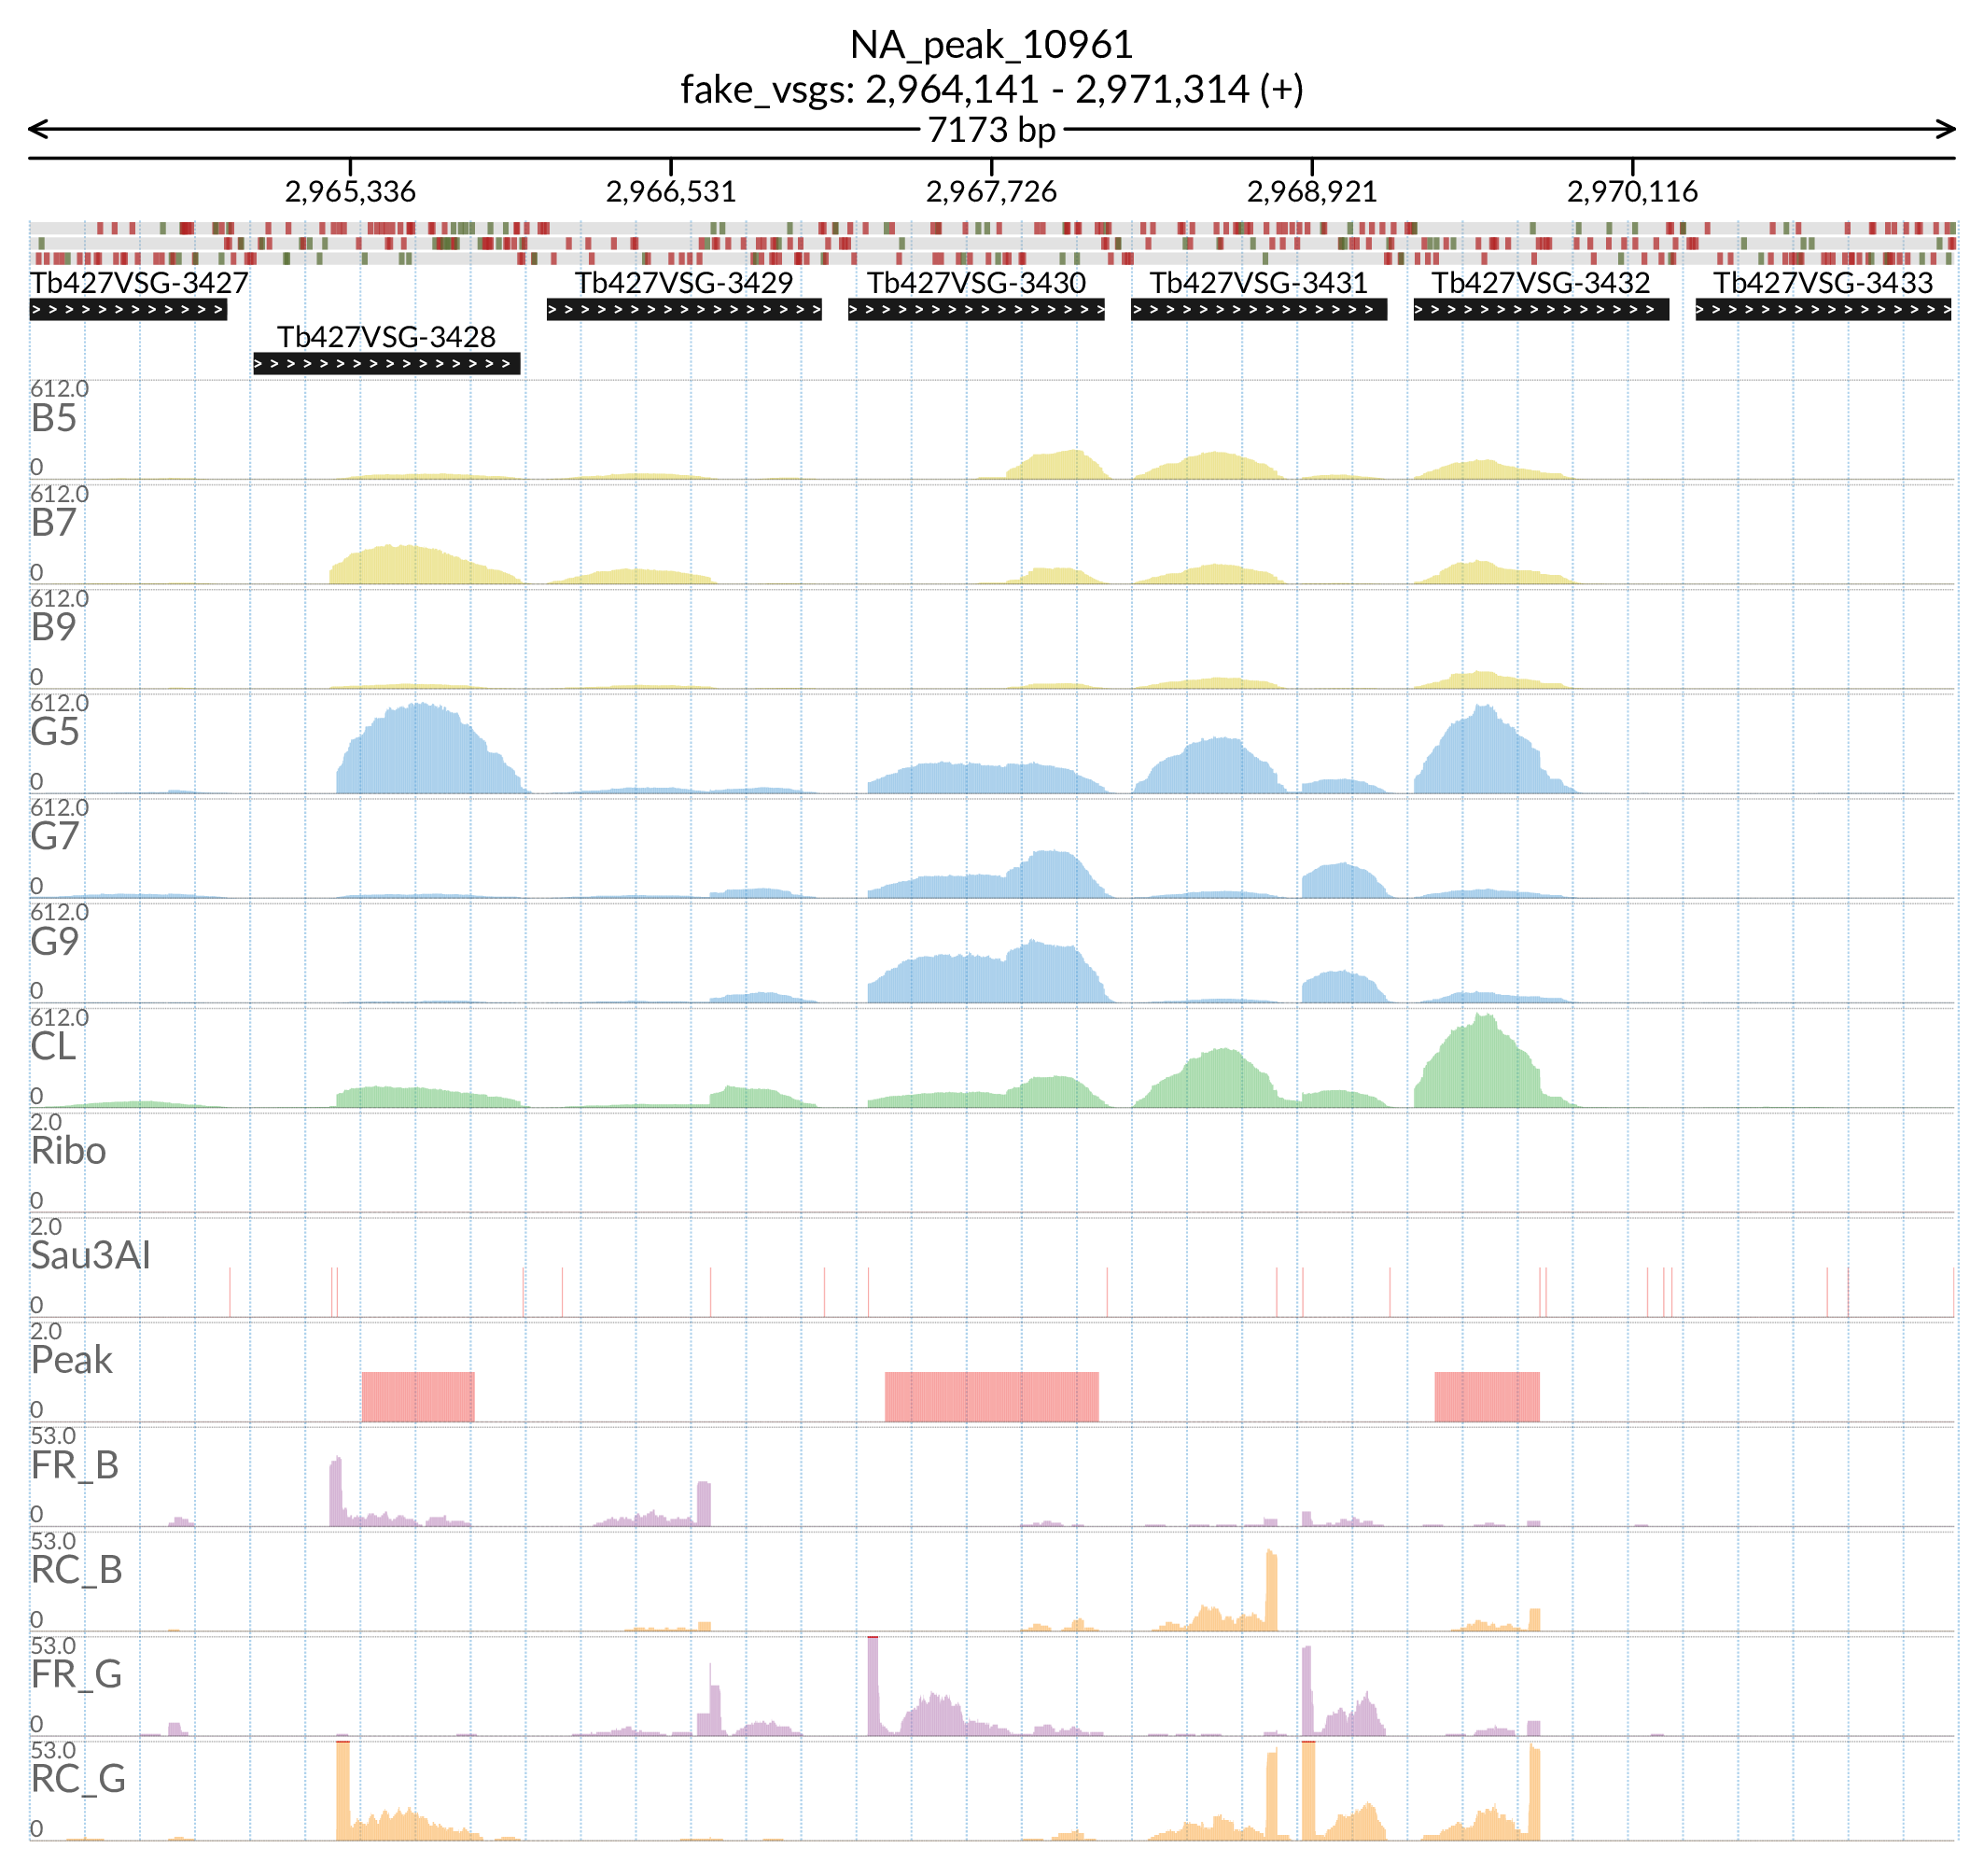 NA_peak_10961
fake_vsgs: 2,964,141 - 2,971,314 (+)
7173 bp
2,965,336 2,966,531 2,967,726 2,968,921 2,970,116
Tb427VSG-3427 Tb427VSG-3429 Tb427VSG-3430 Tb427VSG-3431 Tb427VSG-3432 Tb427VSG-3433
Tb427VSG-3428
612.0
B5
0
612.0
B7
0
612.0
B9
0
612.0
G5
0
612.0
G7
0
612.0
G9
0
612.0
CL
0
2.0
Ribo
0
2.0
Sau3AI
0
2.0
Peak
0
53.0
FR_B
0
53.0
RC_B
0
53.0
FR_G
0
53.0
RC_G
0